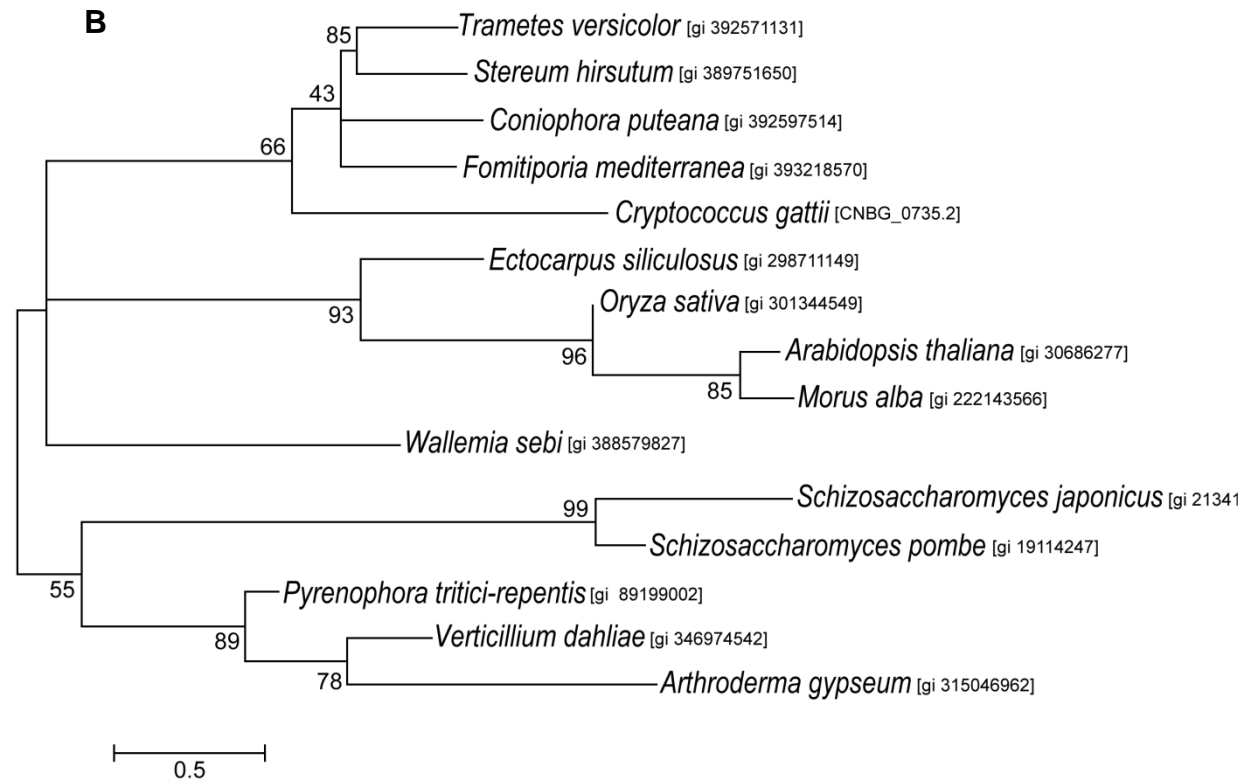 B
85
Trametes versicolor [gi 392571131]
Stereum hirsutum [gi 389751650]
43
Coniophora puteana [gi 392597514]
66
Fomitiporia mediterranea [gi 393218570]
Cryptococcus gattii [CNBG_0735.2]
Ectocarpus siliculosus [gi 298711149]
93
Oryza sativa [gi 301344549]
96
Arabidopsis thaliana [gi 30686277]
85
Morus alba [gi 222143566]
Wallemia sebi [gi 388579827]
99
Schizosaccharomyces japonicus [gi 21341
Schizosaccharomyces pombe [gi 19114247]
55
Pyrenophora tritici-repentis [gi 89199002]
89
Verticillium dahliae [gi 346974542]
78
Arthroderma gypseum [gi 315046962]
0.5